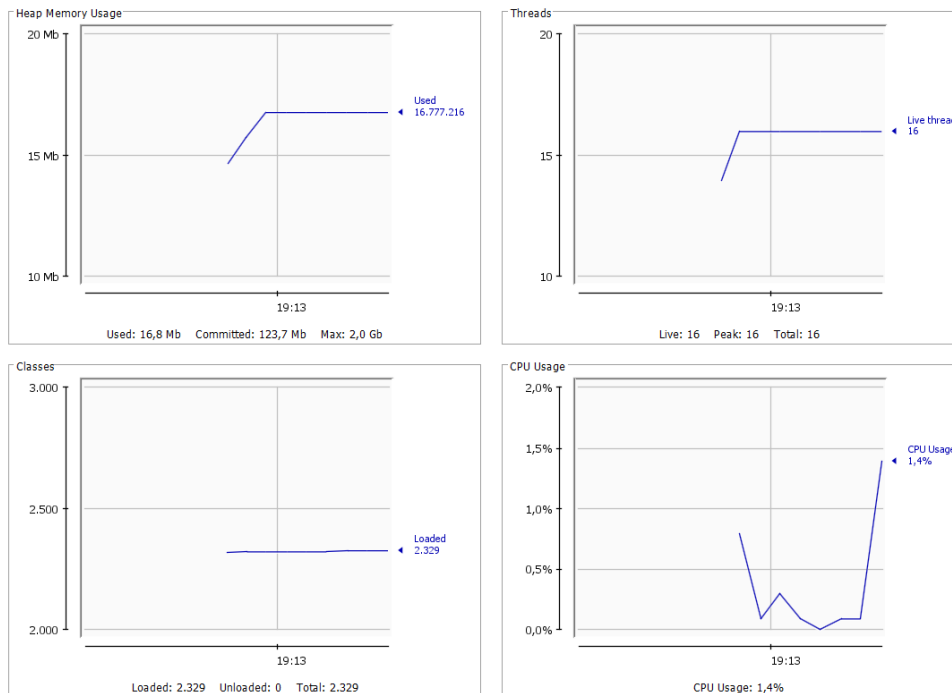 Heap Memory Usage
20 Mb
15 Mb
10 Mb
Used
16.777.216
19:13
Used: 16,8 Mb Committed: 123,7 Mb Max: 2,0 Gb
Threads
20
15
10
Live thread
16
19:13
Live: 16 Peak: 16 Total: 16
Classes
3.000
2.500
2.000
Loaded
2.329
19:13
Loaded: 2.329 Unloaded: 0 Total: 2.329
CPU Usage
2,0%
1,5%
1,0%
0,5%
0,0%
CPU Usage
1,4%
19:13
CPU Usage: 1,4%